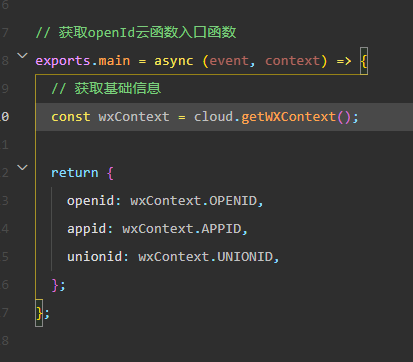 6
7 // 获取openId云函数入口函数
8 exports.main = async (event, context) => {
9 // 获取基础信息
0 const wxContext = cloud.getWXContext();
1
2 return {
3 openid: wxContext.OPENID,
4 appid: wxContext.APPID,
5 unionid: wxContext.UNIONID,
6 };
7 };
8